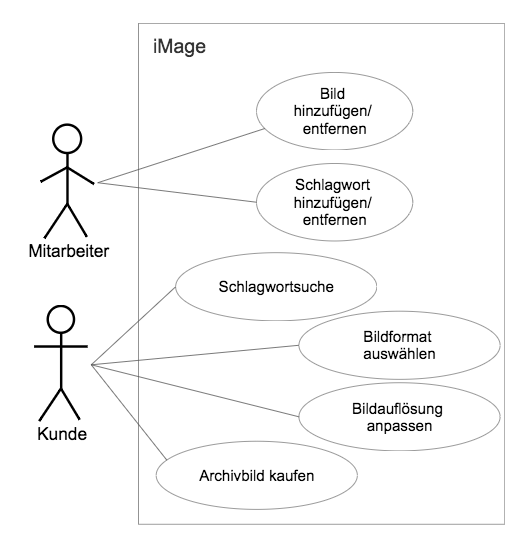 iMage
Bild
hinzufügen/
entfernen
Schlagwort
hinzufügen/
entfernen
Mitarbeiter
Schlagwortsuche
Bildformat
auswählen
Bildauflösung
anpassen
Kunde
Archivbild kaufen